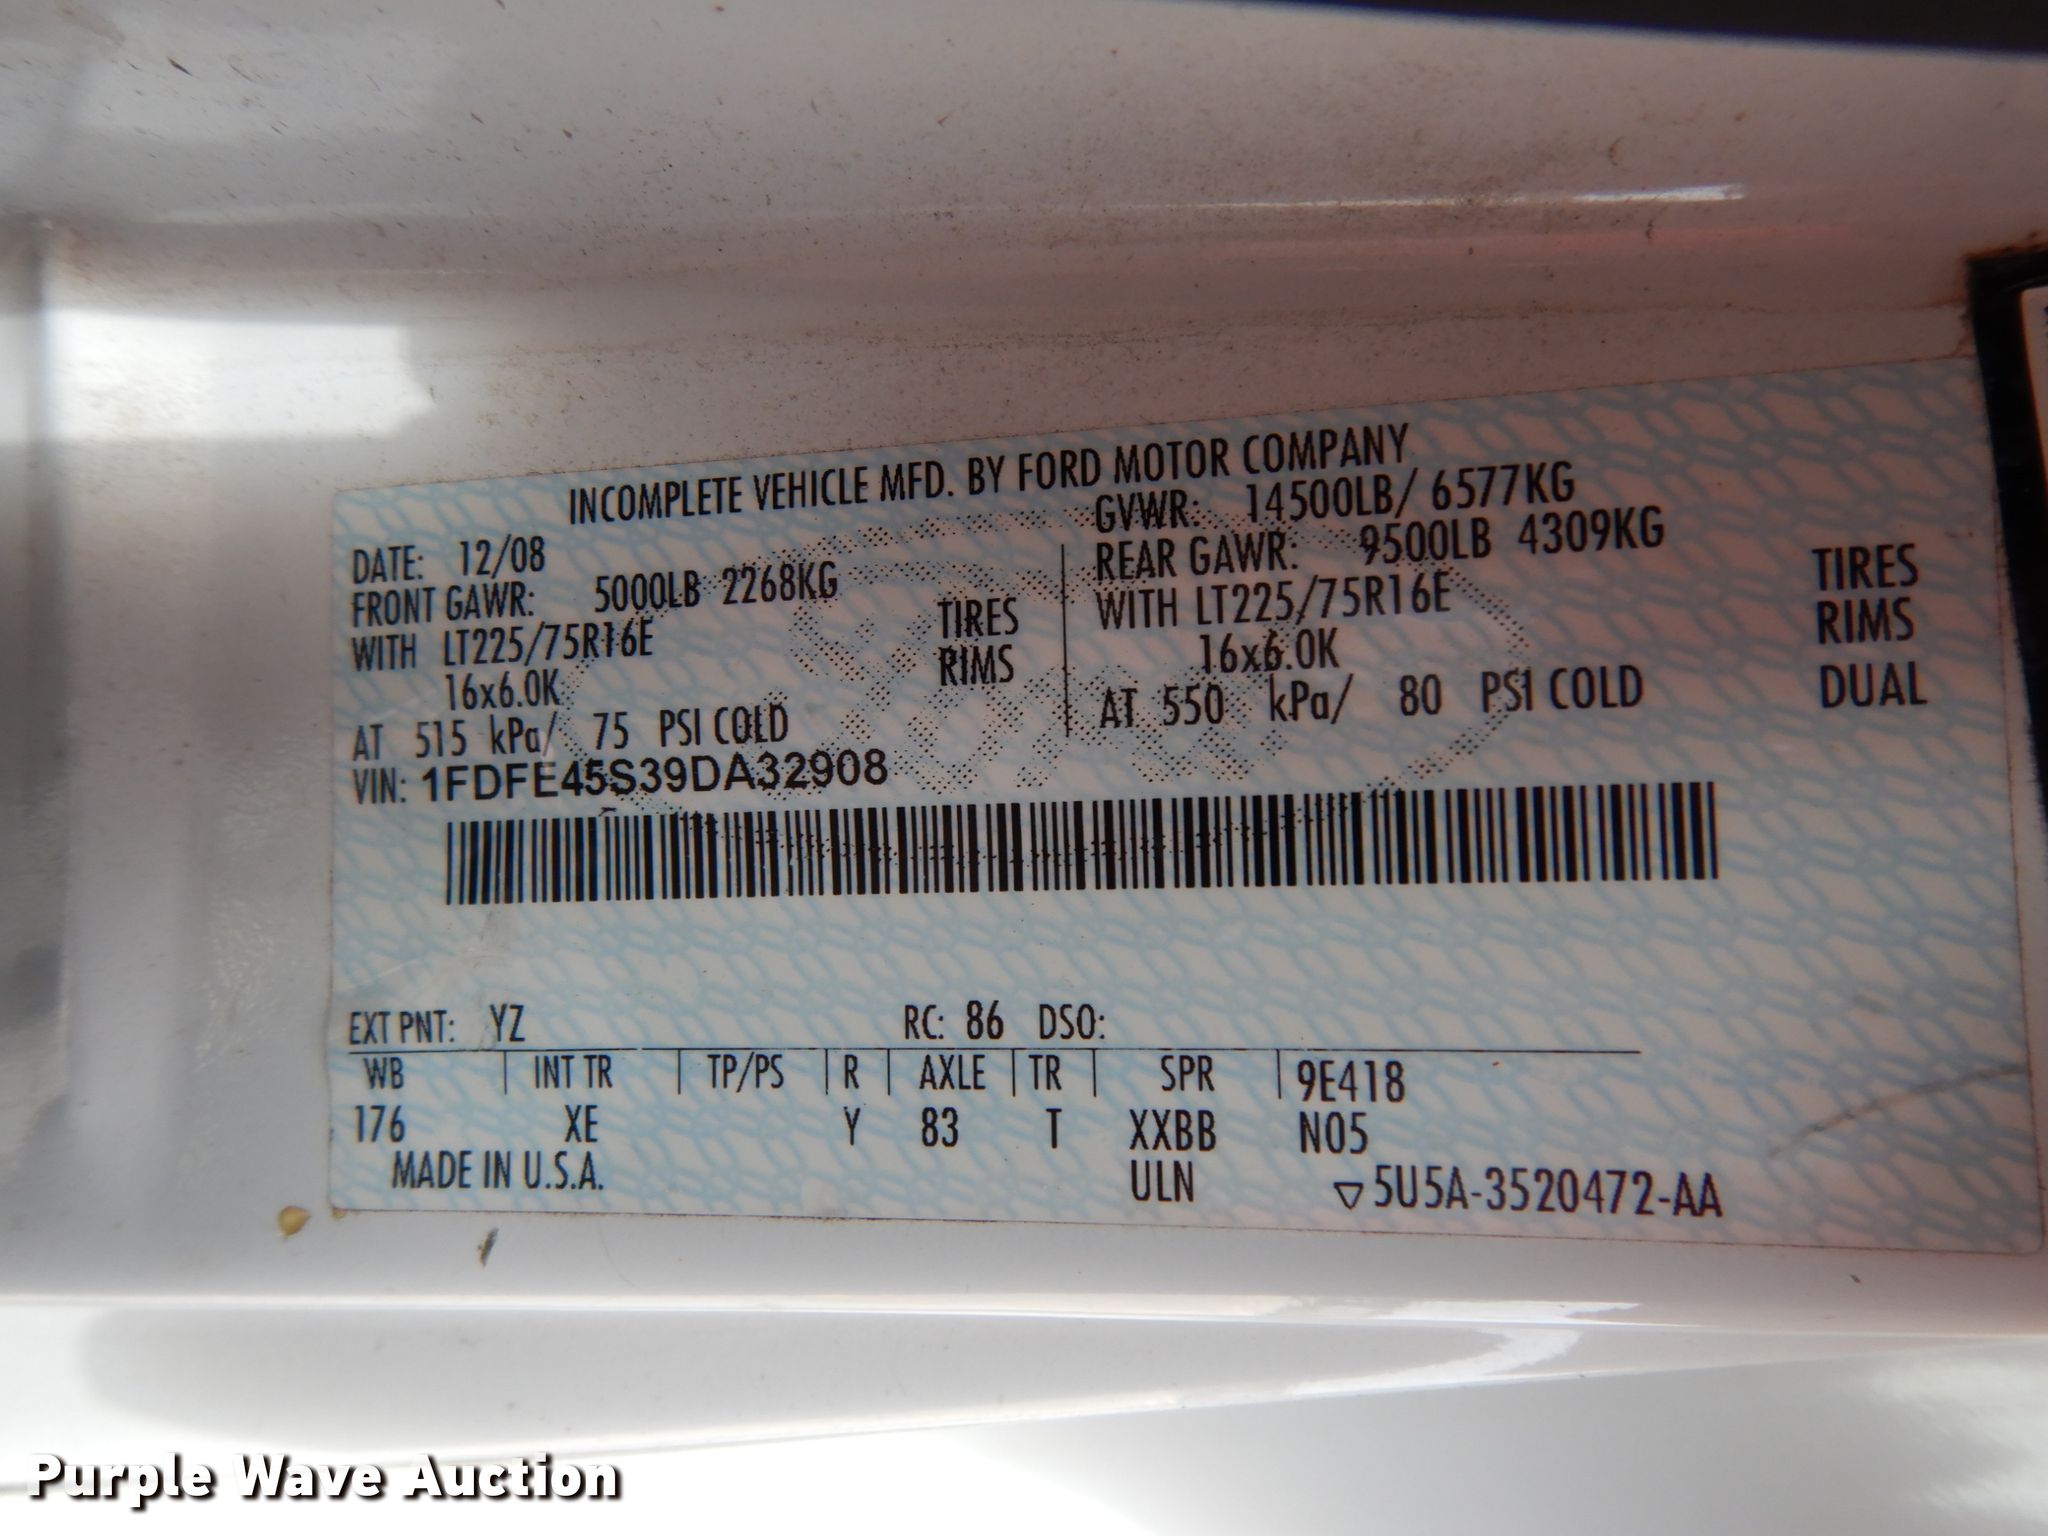 INCOMPLETE VEHICLE MFD. BY FORD MOTOR COMPANY
DATE: 12/08
GVWR: 14500LB/ 6577KG
FRONT GAWR: 5000LB 2268KG
REAR GAWR: 9500LB 4309KG
WITH LT225/75R16E TIRES
WITH LT225/75R16E TIRES
16x6.0K RIMS
16x6.0K RIMS
AT 515 kPa/ 75 PSI COLD
AT 550 kPa/ 80 PSI COLD DUAL
VIN: 1FDFE45S39DA32908
EXT PNT: YZ RC: 86 DSO:
WB INT TR TP/PS R AXLE TR SPR 9E418
176 XE Y 83 T XXBB N05
MADE IN U.S.A. ULN ▽5U5A-3520472-AA
Purple Wave Auction